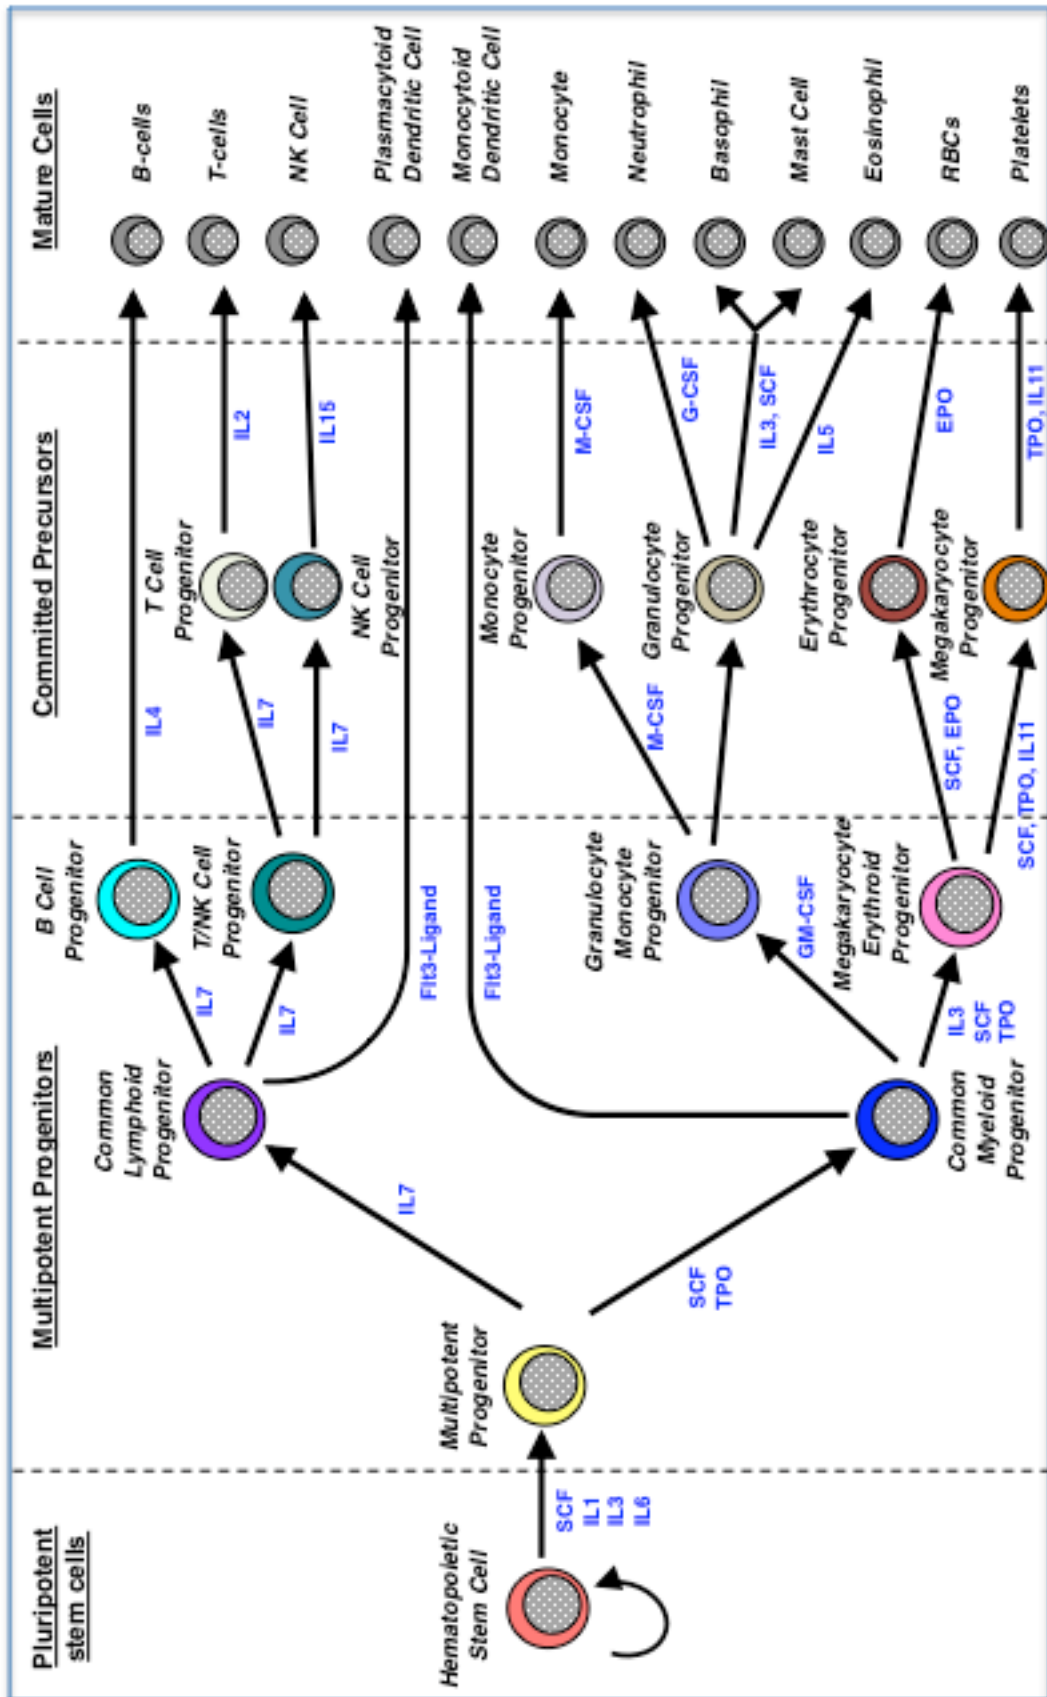 Pluripotent
stem cells
Multipotent Progenitors
Committed Precursors
Mature Cells
Hematopoietic
Stem Cell
SCF
IL1
IL3
IL6
Multipotent
Progenitor
IL7
SCF
TPO
Common
Lymphoid
Progenitor
IL7
IL7
Flt3-Ligand
Flt3-Ligand
Common
Myeloid
Progenitor
GM-CSF
IL3
SCF
TPO
B Cell
Progenitor
T/NK Cell
Progenitor
Granulocyte
Monocyte
Progenitor
Megakaryocyte
Erythroid
Progenitor
IL4
IL7
IL7
M-CSF
SCF, EPO
SCF, TPO, IL11
T Cell
Progenitor
NK Cell
Progenitor
Monocyte
Progenitor
Granulocyte
Progenitor
Erythrocyte
Progenitor
Megakaryocyte
Progenitor
IL2
IL15
M-CSF
G-CSF
IL3, SCF
IL5
EPO
TPO, IL11
B-cells
T-cells
NK Cell
Plasmacytoid
Dendritic Cell
Monocytoid
Dendritic Cell
Monocyte
Neutrophil
Basophil
Mast Cell
Eosinophil
RBCs
Platelets